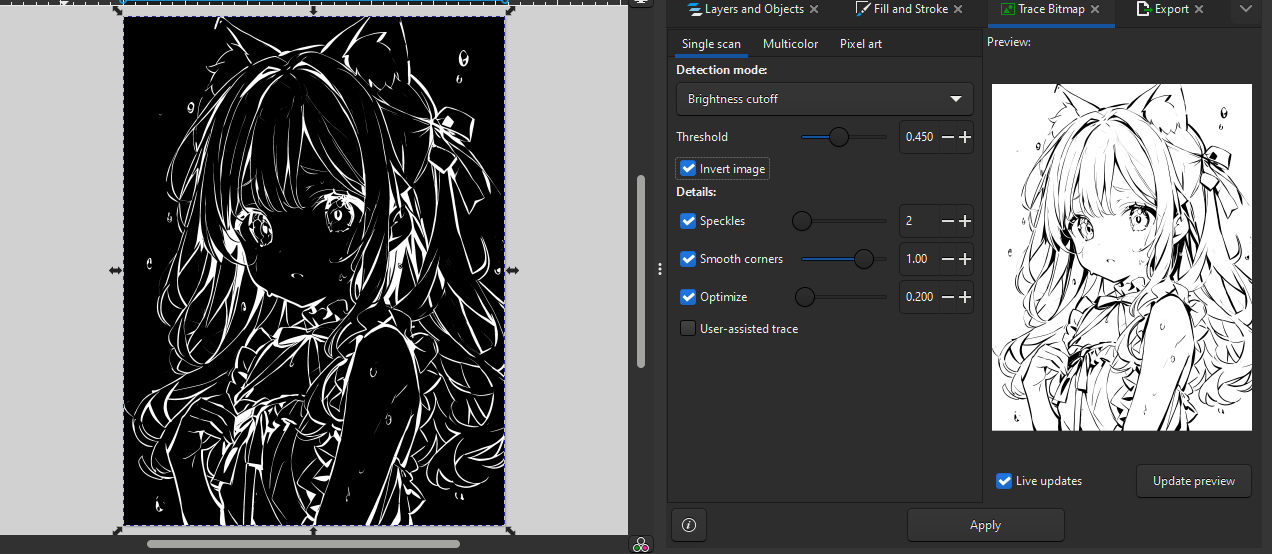 Layers and Objects
Fill and Stroke
Trace Bitmap
Export
Single scan
Multicolor
Pixel art
Preview:
Detection mode:
Brightness cutoff
Threshold
0.450
Invert image
Details:
Speckles
2
Smooth corners
1.00
Optimize
0.200
User-assisted trace
Live updates
Update preview
Apply